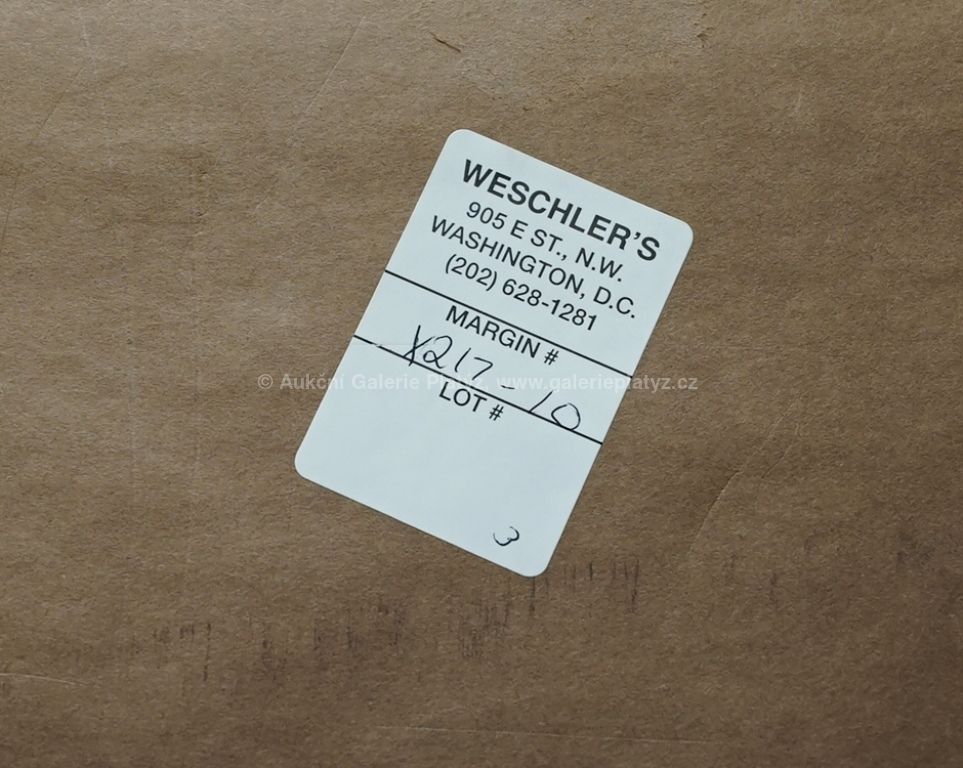 WESCHLER'S
905 E ST., N.W.
WASHINGTON, D.C.
(202) 628-1281
MARGIN #
X217-10
LOT #
3
© Aukční Galerie Platýz, www.galerieplatyz.cz